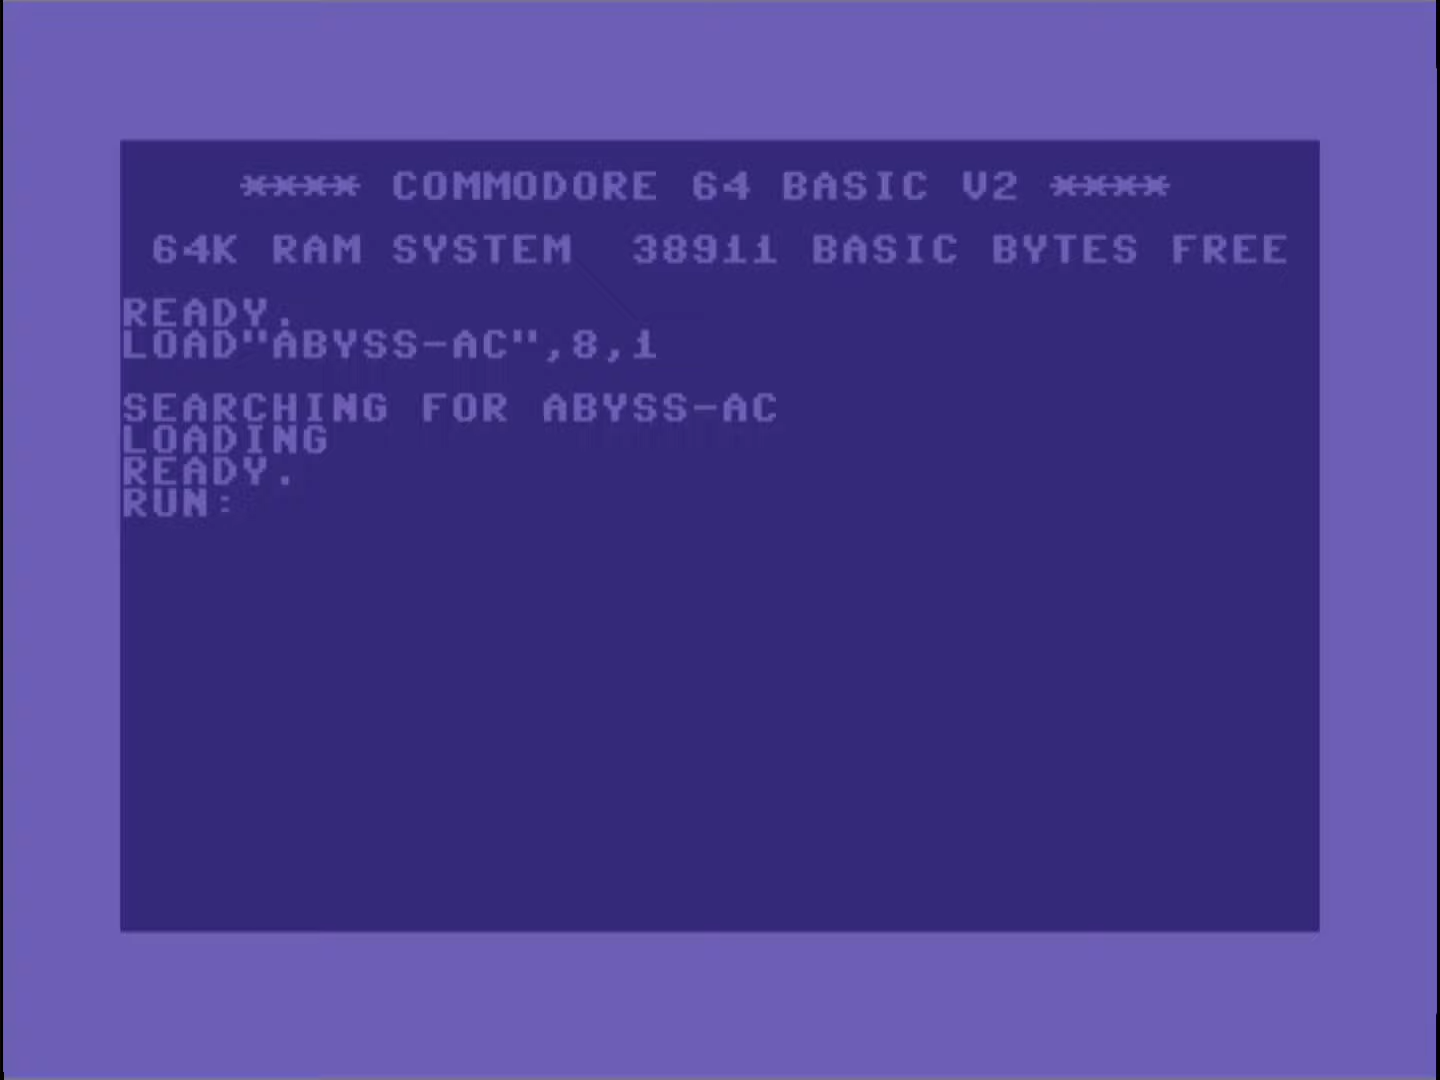 **** COMMODORE 64 BASIC V2 ****
64K RAM SYSTEM  38911 BASIC BYTES FREE
READY.
LOAD"ABYSS-AC",8,1
SEARCHING FOR ABYSS-AC
LOADING
READY.
RUN: